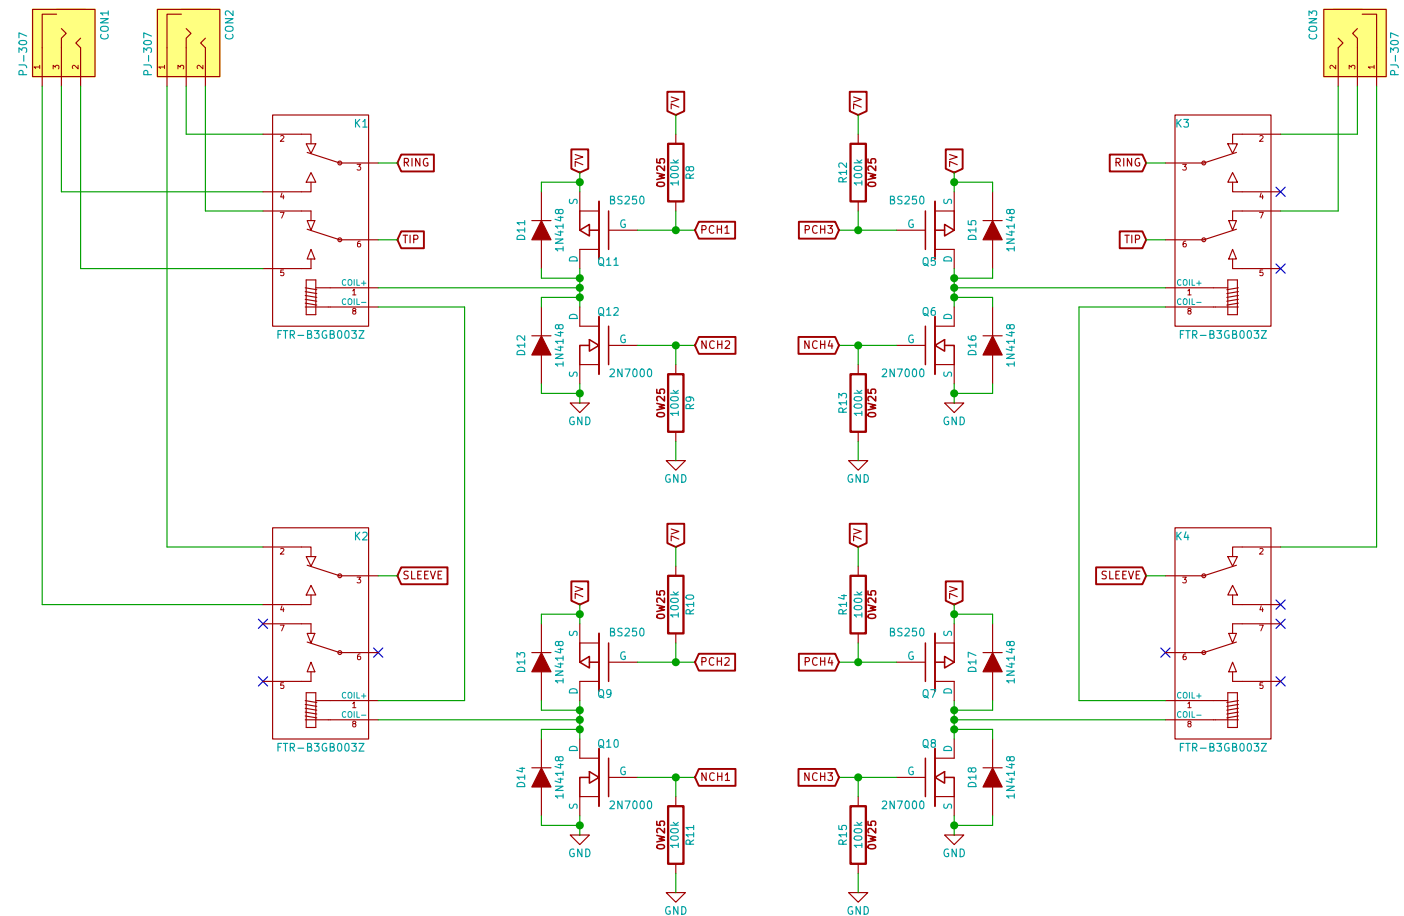 CON1
PJ-307
1
3
2
CON2
PJ-307
1
3
2
CON3
PJ-307
2
3
1
K1
2
3
4
7
6
5
COIL+
1
COIL-
8
FTR-B3GB003Z
RING
TIP
7V
7V
0W25
100k
R8
BS250
S
G
D
Q11
D11
1N4148
PCH1
Q12
D
G
S
2N7000
D12
1N4148
NCH2
0W25
100k
R9
GND
GND
7V
7V
R12
100k
0W25
BS250
S
G
D
Q5
D15
1N4148
PCH3
Q6
D
G
S
2N7000
D16
1N4148
NCH4
R13
100k
0W25
GND
GND
K3
2
3
4
7
6
5
COIL+
1
COIL-
8
FTR-B3GB003Z
RING
TIP
K2
2
3
4
7
6
5
COIL+
1
COIL-
8
FTR-B3GB003Z
SLEEVE
7V
7V
0W25
100k
R10
BS250
S
G
D
Q9
D13
1N4148
PCH2
Q10
D
G
S
2N7000
D14
1N4148
NCH1
0W25
100k
R11
GND
GND
7V
7V
R14
100k
0W25
BS250
S
G
D
Q7
D17
1N4148
PCH4
Q8
D
G
S
2N7000
D18
1N4148
NCH3
R15
100k
0W25
GND
GND
K4
2
3
4
7
6
5
COIL+
1
COIL-
8
FTR-B3GB003Z
SLEEVE